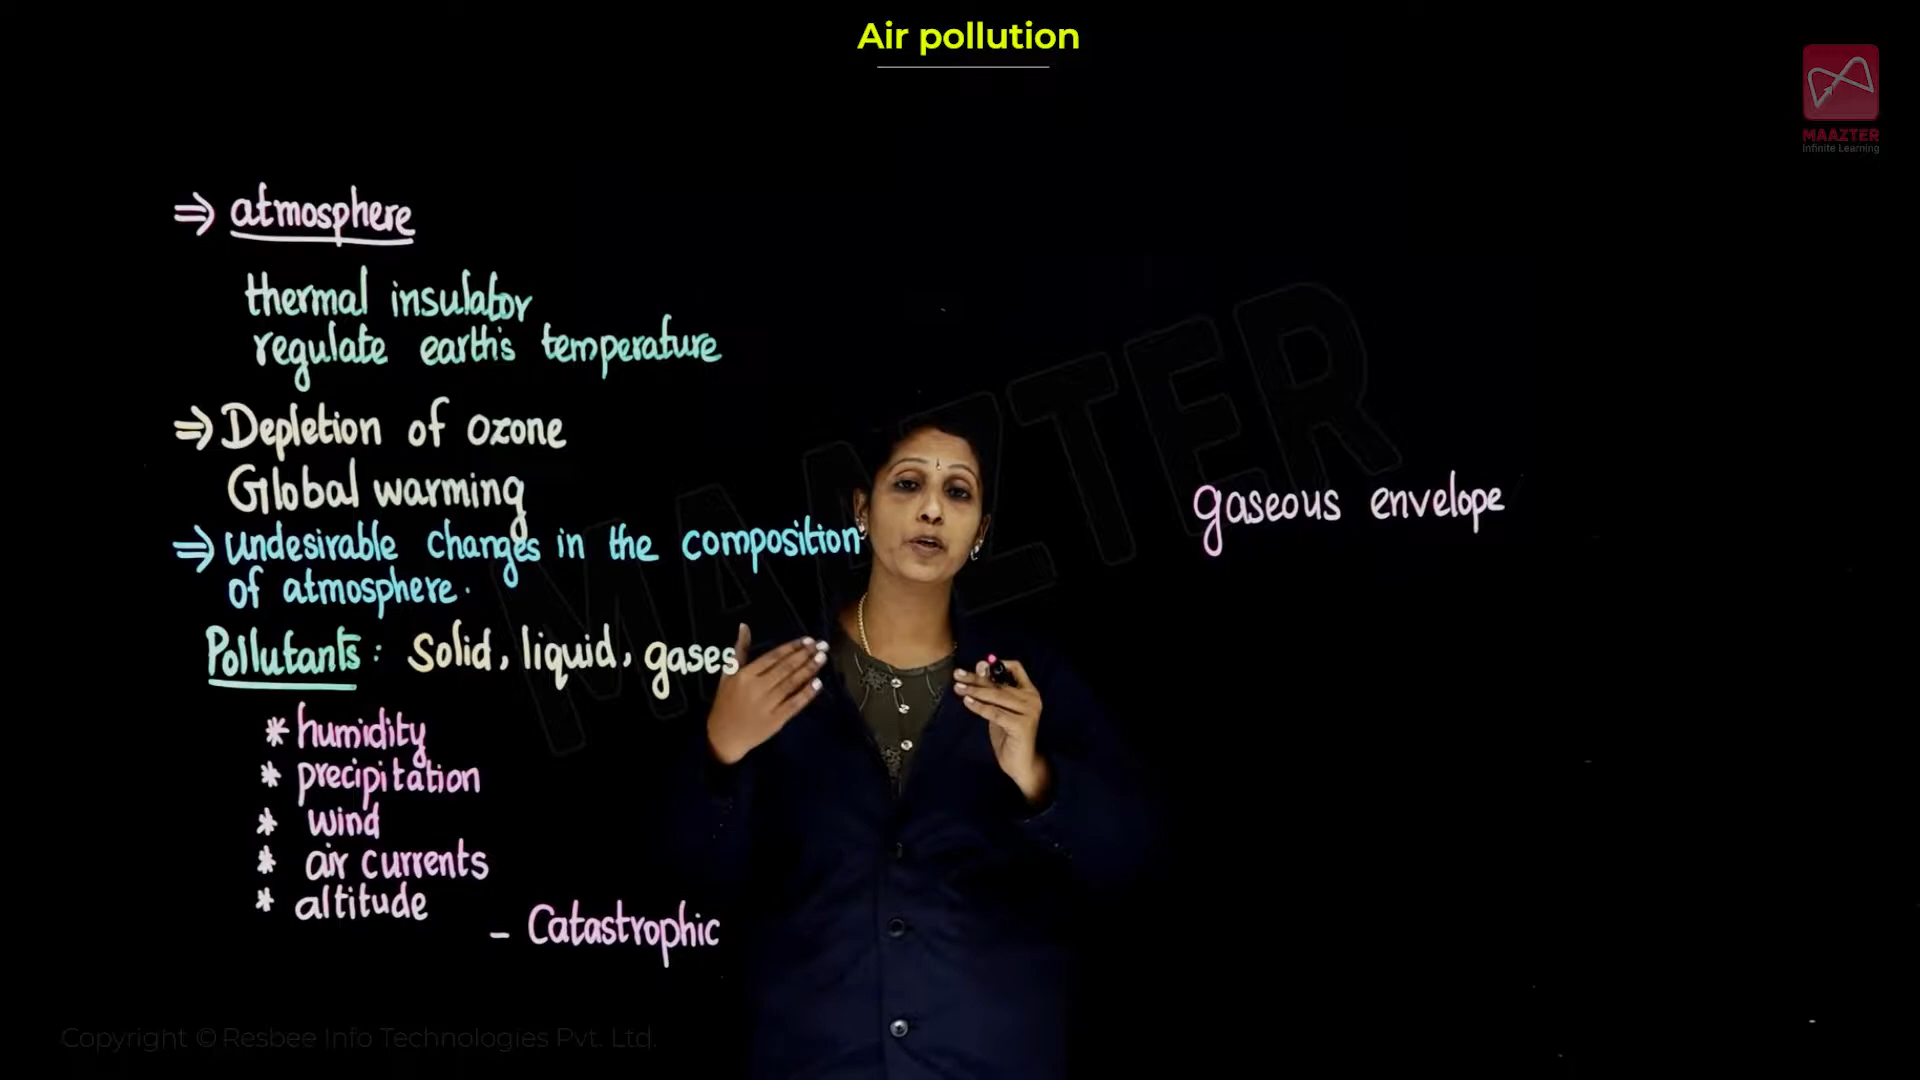 Air pollution
MAAZTER
Infinite Learning
⇒ atmosphere
thermal insulator
regulate earth's temperature
⇒ Depletion of ozone
Global warming
⇒ undesirable changes in the composition
of atmosphere.
Pollutants : Solid, liquid, gases
* humidity
* precipitation
* wind
* air currents
* altitude
- Catastrophic
gaseous envelope
MAAZTER
Copyright © Resbee Info Technologies Pvt. Ltd.